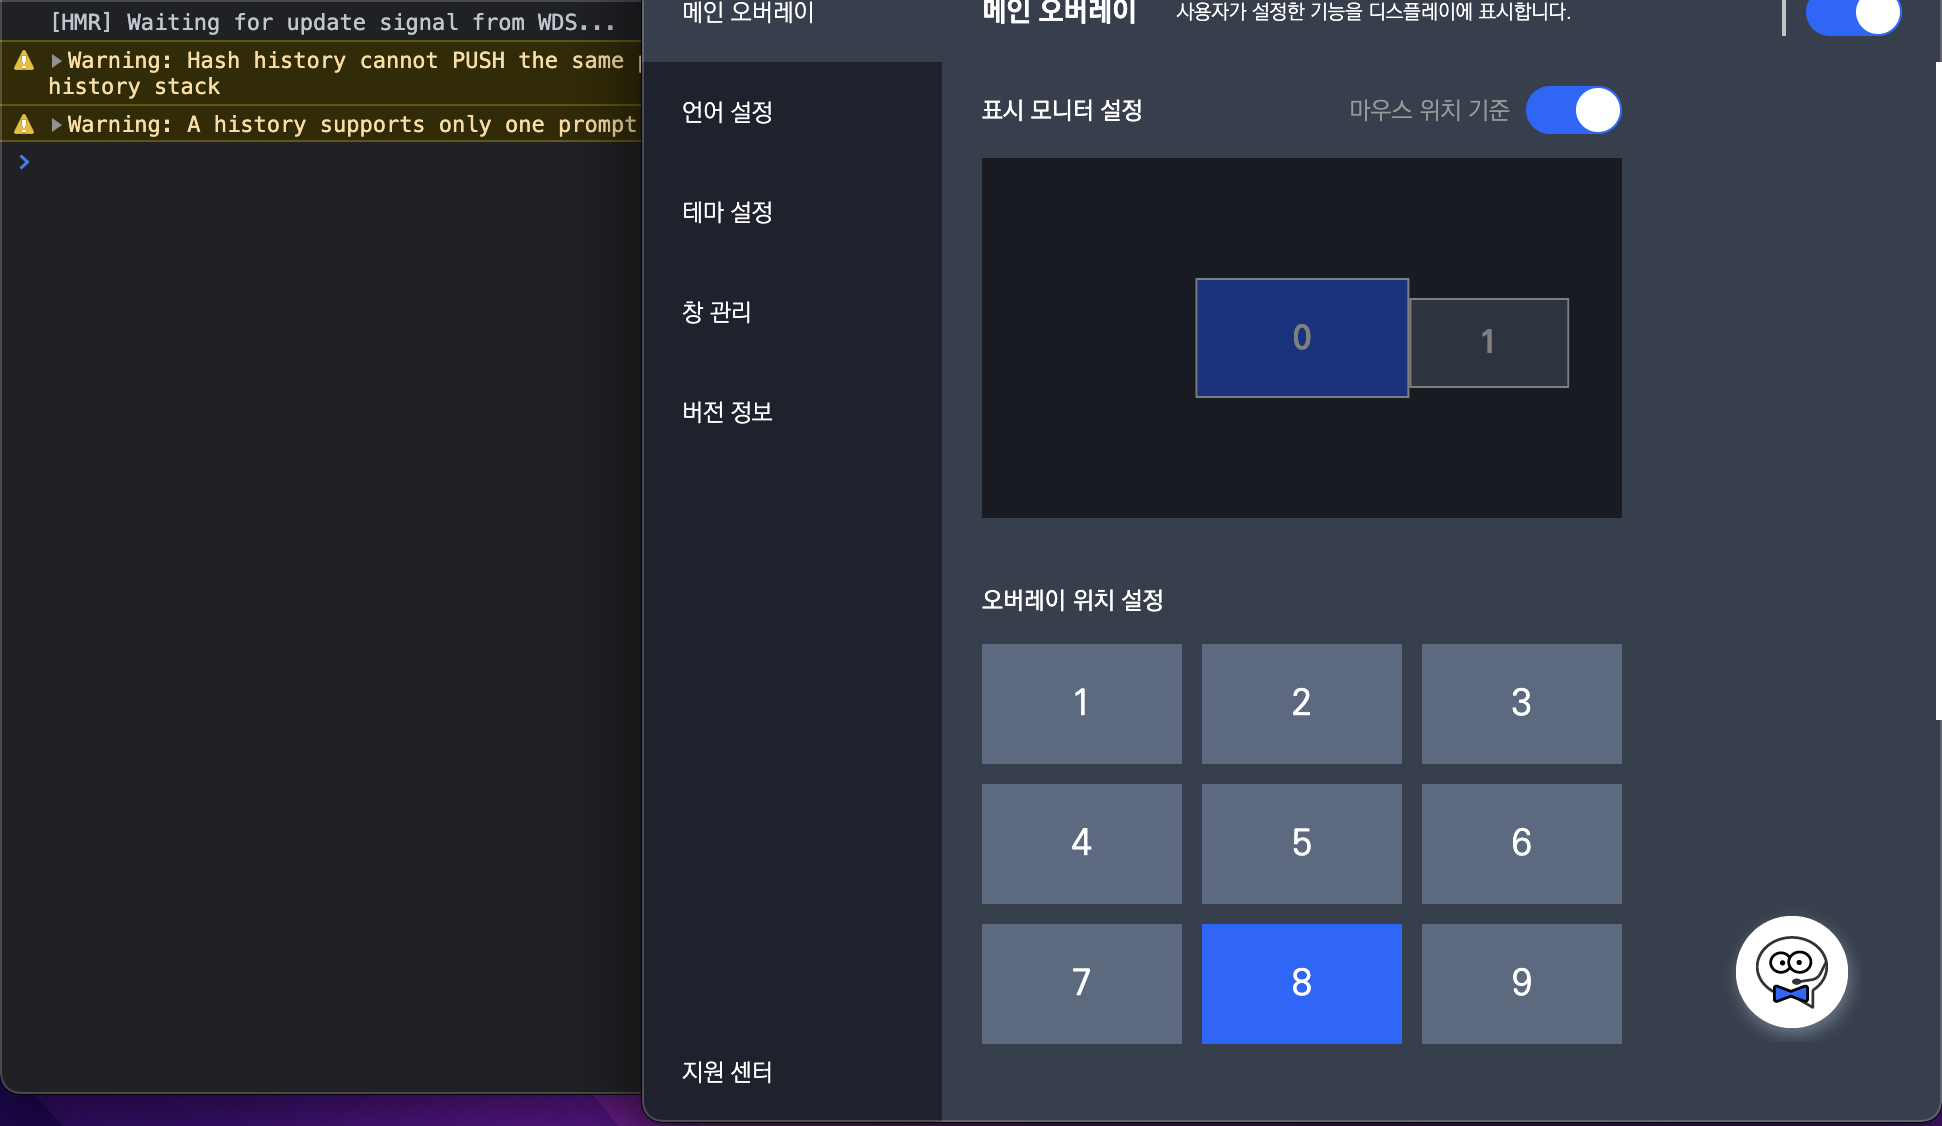 [HMR] Waiting for update signal from WDS...
Warning: Hash history cannot PUSH the same
history stack
Warning: A history supports only one prompt
메인 오버레이
언어 설정
테마 설정
창 관리
버전 정보
지원 센터
메인 오버레이 사용자가 설정한 기능을 디스플레이에 표시합니다.
표시 모니터 설정 마우스 위치 기준
0 1
오버레이 위치 설정
1 2 3
4 5 6
7 8 9